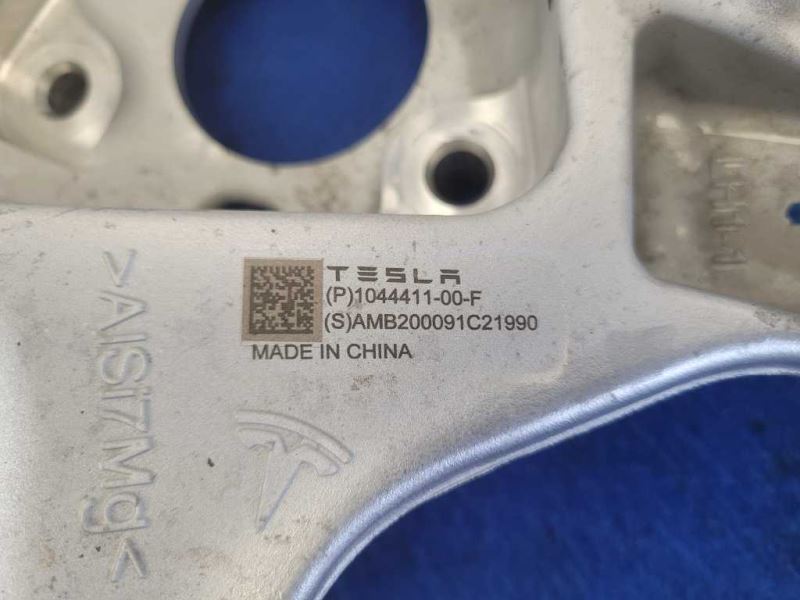 TESLA
(P)1044411-00-F
(S)AMB200091C21990
MADE IN CHINA
>AlSi7Mg<